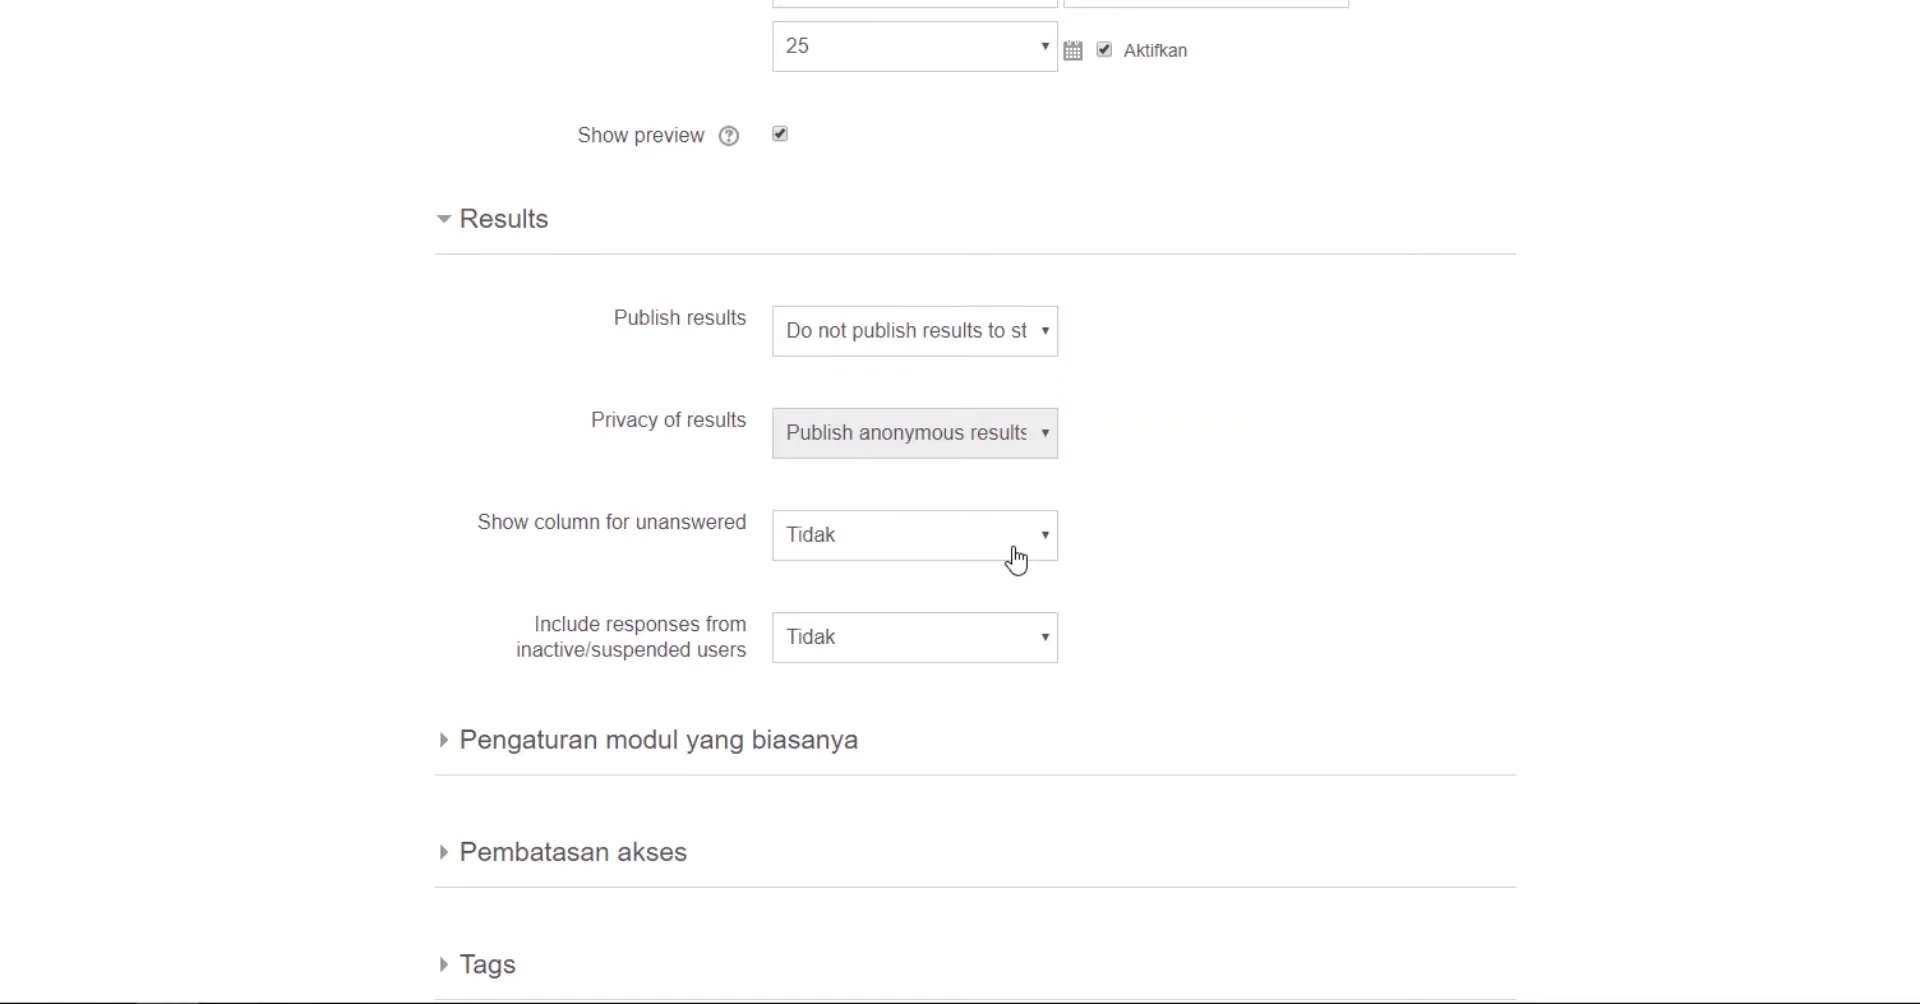 25
Aktifkan
Show preview
Results
Publish results
Do not publish results to st
Privacy of results
Publish anonymous results
Show column for unanswered
Tidak
Include responses from
inactive/suspended users
Tidak
Pengaturan modul yang biasanya
Pembatasan akses
Tags